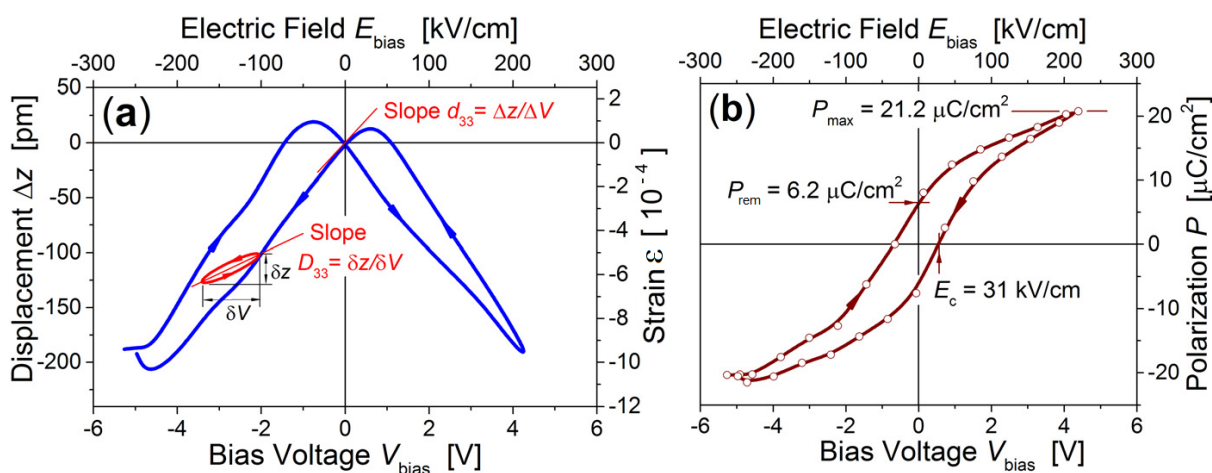 Electric Field E_bias [kV/cm]
-300 -200 -100 0 100 200 300
(a)
Displacement Δz [pm]
50
0
-50
-100
-150
-200
Slope d₃₃ = Δz/ΔV
Slope
D₃₃ = δz/δV
δz
δV
2
0
-2
-4
-6
-8
-10
-12
Strain ε [10⁻⁴]
-6 -4 -2 0 2 4 6
Bias Voltage V_bias [V]
Electric Field E_bias [kV/cm]
-300 -200 -100 0 100 200 300
(b)
P_max = 21.2 μC/cm²
P_rem = 6.2 μC/cm²
E_c = 31 kV/cm
20
10
0
-10
-20
Polarization P [μC/cm²]
-6 -4 -2 0 2 4 6
Bias Voltage V_bias [V]